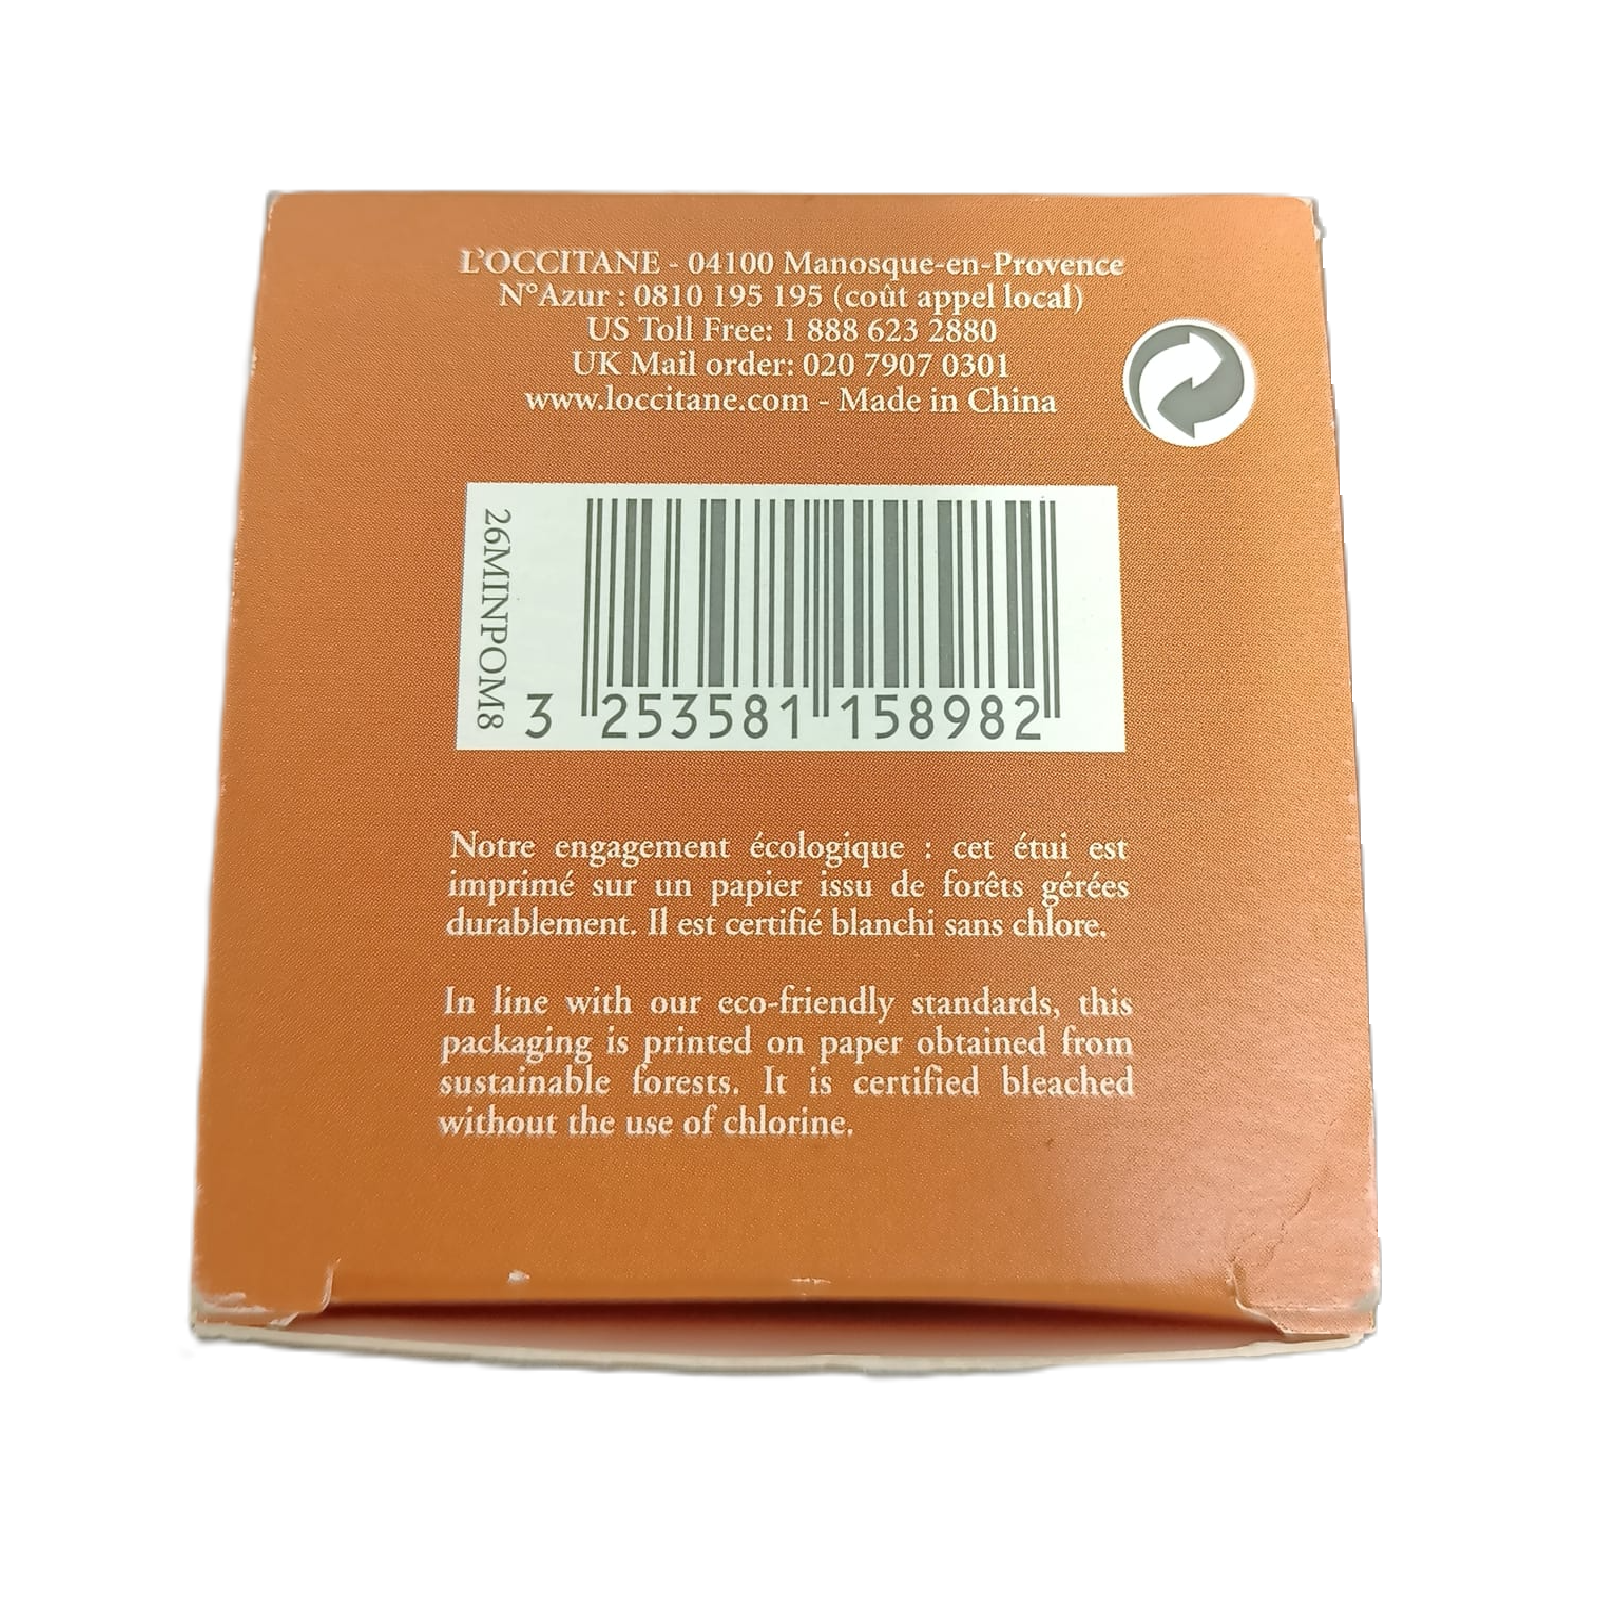 L'OCCITANE - 04100 Manosque-en-Provence
N°Azur : 0810 195 195 (coût appel local)
US Toll Free: 1 888 623 2880
UK Mail order: 020 7907 0301
www.loccitane.com - Made in China
26MINPOM8
3 253581 158982
Notre engagement écologique : cet étui est
imprimé sur un papier issu de forêts gérées
durablement. Il est certifié blanchi sans chlore.
In line with our eco-friendly standards, this
packaging is printed on paper obtained from
sustainable forests. It is certified bleached
without the use of chlorine.